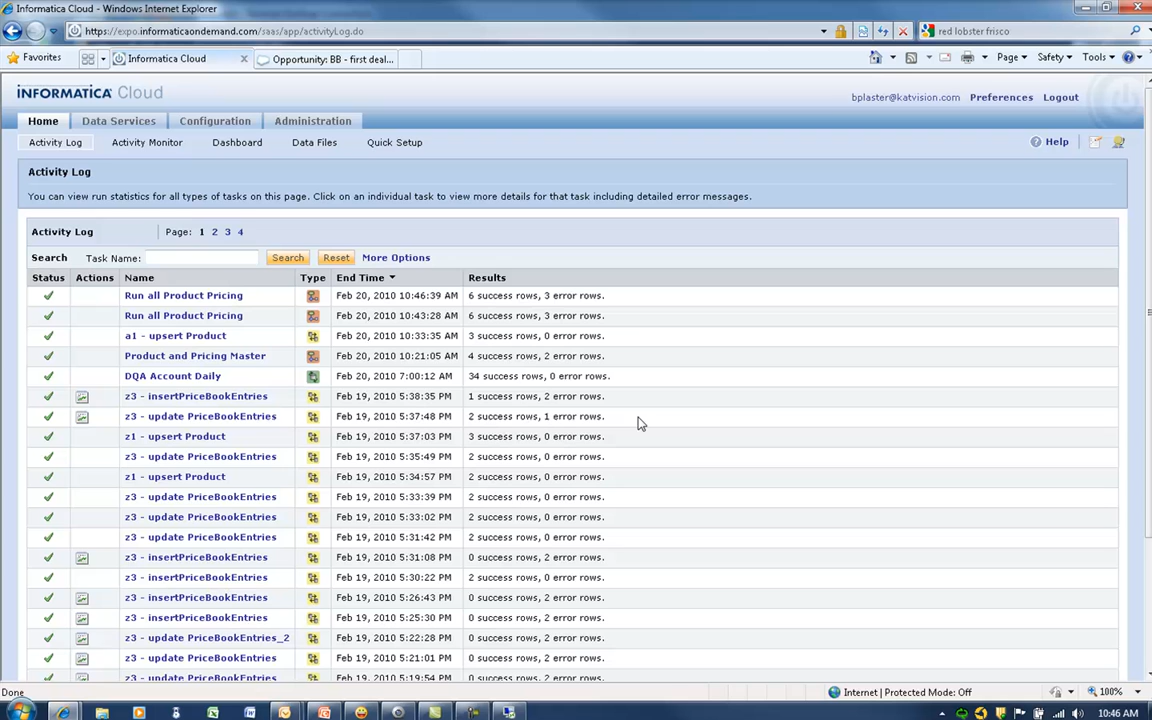 Informatica Cloud - Windows Internet Explorer
https://expo.informaticaondemand.com/saas/app/activityLog.do
red lobster frisco
Favorites
Informatica Cloud
Opportunity: BB - first deal...
Page
Safety
Tools
INFORMATICA Cloud
bplaster@katvision.com Preferences Logout
Home Data Services Configuration Administration
Activity Log Activity Monitor Dashboard Data Files Quick Setup
Help
Activity Log
You can view run statistics for all types of tasks on this page. Click on an individual task to view more details for that task including detailed error messages.
Activity Log Page: 1 2 3 4
Search Task Name: Search Reset More Options
Status Actions Name Type End Time Results
Run all Product Pricing Feb 20, 2010 10:46:39 AM 6 success rows, 3 error rows.
Run all Product Pricing Feb 20, 2010 10:43:28 AM 6 success rows, 3 error rows.
a1 - upsert Product Feb 20, 2010 10:33:35 AM 3 success rows, 0 error rows.
Product and Pricing Master Feb 20, 2010 10:21:05 AM 4 success rows, 2 error rows.
DQA Account Daily Feb 20, 2010 7:00:12 AM 34 success rows, 0 error rows.
z3 - insertPriceBookEntries Feb 19, 2010 5:38:35 PM 1 success rows, 2 error rows.
z3 - update PriceBookEntries Feb 19, 2010 5:37:48 PM 2 success rows, 1 error rows.
z1 - upsert Product Feb 19, 2010 5:37:03 PM 3 success rows, 0 error rows.
z3 - update PriceBookEntries Feb 19, 2010 5:35:49 PM 2 success rows, 0 error rows.
z1 - upsert Product Feb 19, 2010 5:34:57 PM 2 success rows, 0 error rows.
z3 - update PriceBookEntries Feb 19, 2010 5:33:39 PM 2 success rows, 0 error rows.
z3 - update PriceBookEntries Feb 19, 2010 5:33:02 PM 2 success rows, 0 error rows.
z3 - update PriceBookEntries Feb 19, 2010 5:31:42 PM 2 success rows, 0 error rows.
z3 - insertPriceBookEntries Feb 19, 2010 5:31:08 PM 0 success rows, 2 error rows.
z3 - insertPriceBookEntries Feb 19, 2010 5:30:22 PM 2 success rows, 0 error rows.
z3 - insertPriceBookEntries Feb 19, 2010 5:26:43 PM 0 success rows, 2 error rows.
z3 - insertPriceBookEntries Feb 19, 2010 5:25:30 PM 0 success rows, 2 error rows.
z3 - update PriceBookEntries_2 Feb 19, 2010 5:22:28 PM 0 success rows, 2 error rows.
z3 - update PriceBookEntries Feb 19, 2010 5:21:01 PM 0 success rows, 2 error rows.
z3 - update PriceBookEntries Feb 19, 2010 5:19:54 PM 0 success rows, 2 error rows.
Done Internet | Protected Mode: Off 100%
10:46 AM